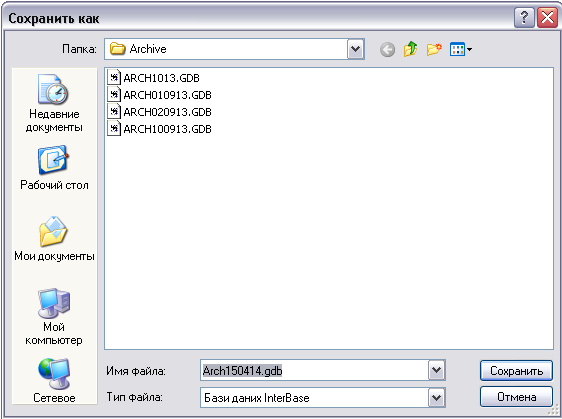 Сохранить как
Папка: Archive
ARCH1013.GDB
ARCH010913.GDB
ARCH020913.GDB
ARCH100913.GDB
Недавние
документы
Рабочий стол
Мои документы
Мой
компьютер
Сетевое
Имя файла: Arch150414.gdb Сохранить
Тип файла: Бази даних InterBase Отмена